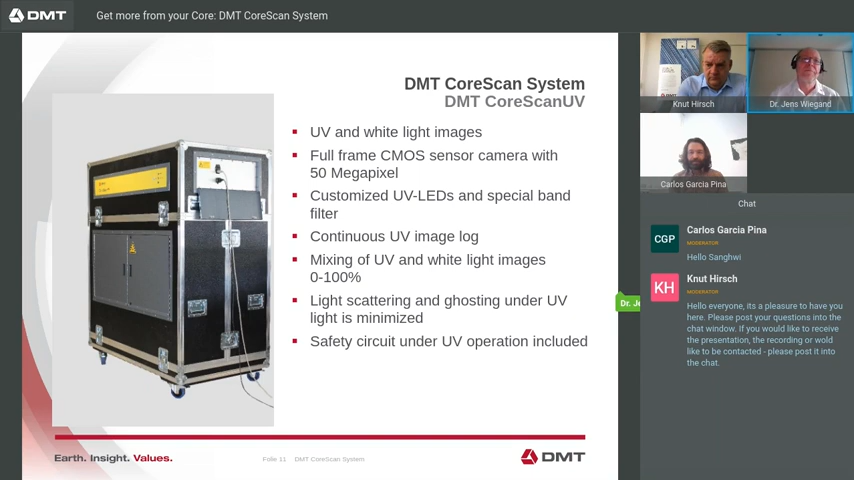 DMT
Get more from your Core: DMT CoreScan System
DMT CoreScan System
DMT CoreScanUV
UV and white light images
Full frame CMOS sensor camera with
50 Megapixel
Customized UV-LEDs and special band
filter
Continuous UV image log
Mixing of UV and white light images
0-100%
Light scattering and ghosting under UV
light is minimized
Safety circuit under UV operation included
Earth. Insight. Values.
Folie 11 DMT CoreScan System
DMT
Dr. Je
Knut Hirsch
Dr. Jens Wiegand
Carlos Garcia Pina
Chat
CGP
Carlos Garcia Pina
MODERATOR
Hello Sanghwi
KH
Knut Hirsch
MODERATOR
Hello everyone, its a pleasure to have you
here. Please post your questions into the
chat window. If you would like to receive
the presentation, the recording or wold
like to be contacted - please post it into
the chat.